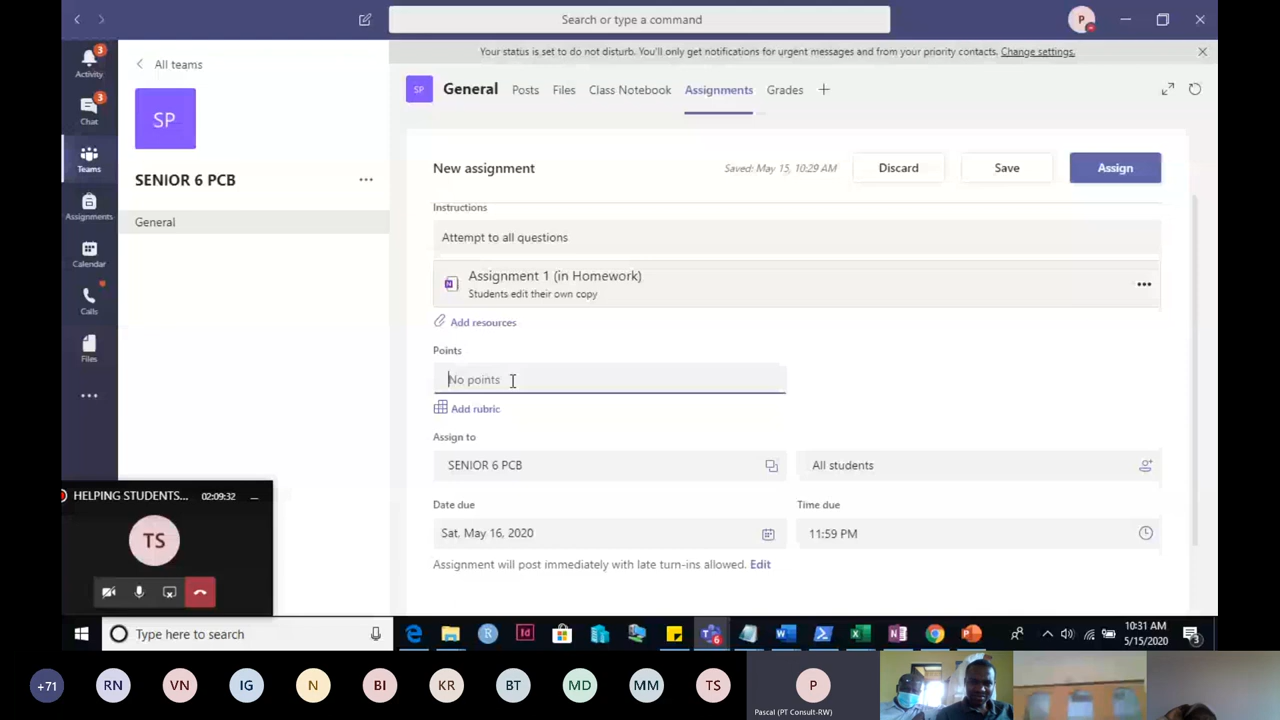 Search or type a command
P
Your status is set to do not disturb. You'll only get notifications for urgent messages and from your priority contacts. Change settings.
3
Activity
3
Chat
Teams
Assignments
Calendar
Calls
Files
All teams
SP
SENIOR 6 PCB
General
SP
General
Posts
Files
Class Notebook
Assignments
Grades
New assignment
Saved: May 15, 10:29 AM
Discard
Save
Assign
Instructions
Attempt to all questions
N
Assignment 1 (in Homework)
Students edit their own copy
Add resources
Points
No points
Add rubric
Assign to
SENIOR 6 PCB
All students
Date due
Time due
Sat, May 16, 2020
11:59 PM
Assignment will post immediately with late turn-ins allowed. Edit
HELPING STUDENTS...
02:09:32
TS
Type here to search
R
Id
6
10:31 AM
5/15/2020
3
+71
RN
VN
IG
N
BI
KR
BT
MD
MM
TS
P
Pascal (PT Consult-RW)